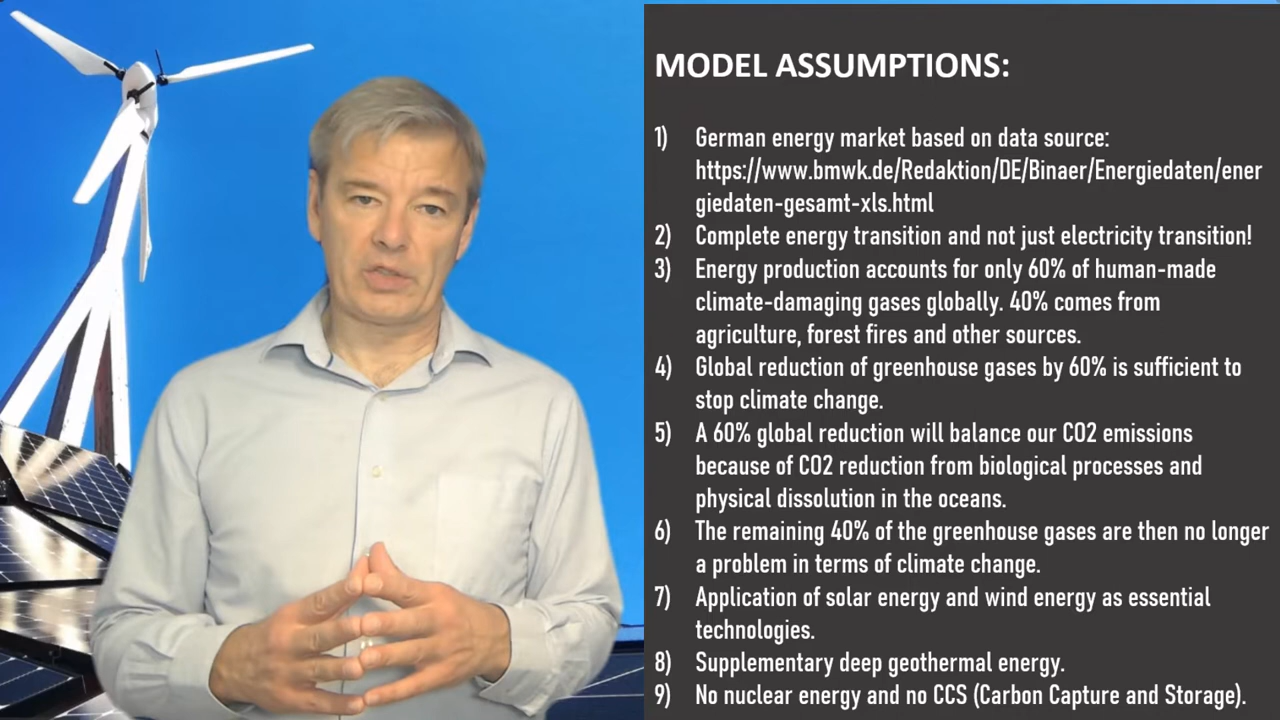 MODEL ASSUMPTIONS:
1) German energy market based on data source:
https://www.bmwk.de/Redaktion/DE/Binaer/Energiedaten/ener
giedaten-gesamt-xls.html
2) Complete energy transition and not just electricity transition!
3) Energy production accounts for only 60% of human-made
climate-damaging gases globally. 40% comes from
agriculture, forest fires and other sources.
4) Global reduction of greenhouse gases by 60% is sufficient to
stop climate change.
5) A 60% global reduction will balance our CO2 emissions
because of CO2 reduction from biological processes and
physical dissolution in the oceans.
6) The remaining 40% of the greenhouse gases are then no longer
a problem in terms of climate change.
7) Application of solar energy and wind energy as essential
technologies.
8) Supplementary deep geothermal energy.
9) No nuclear energy and no CCS (Carbon Capture and Storage).